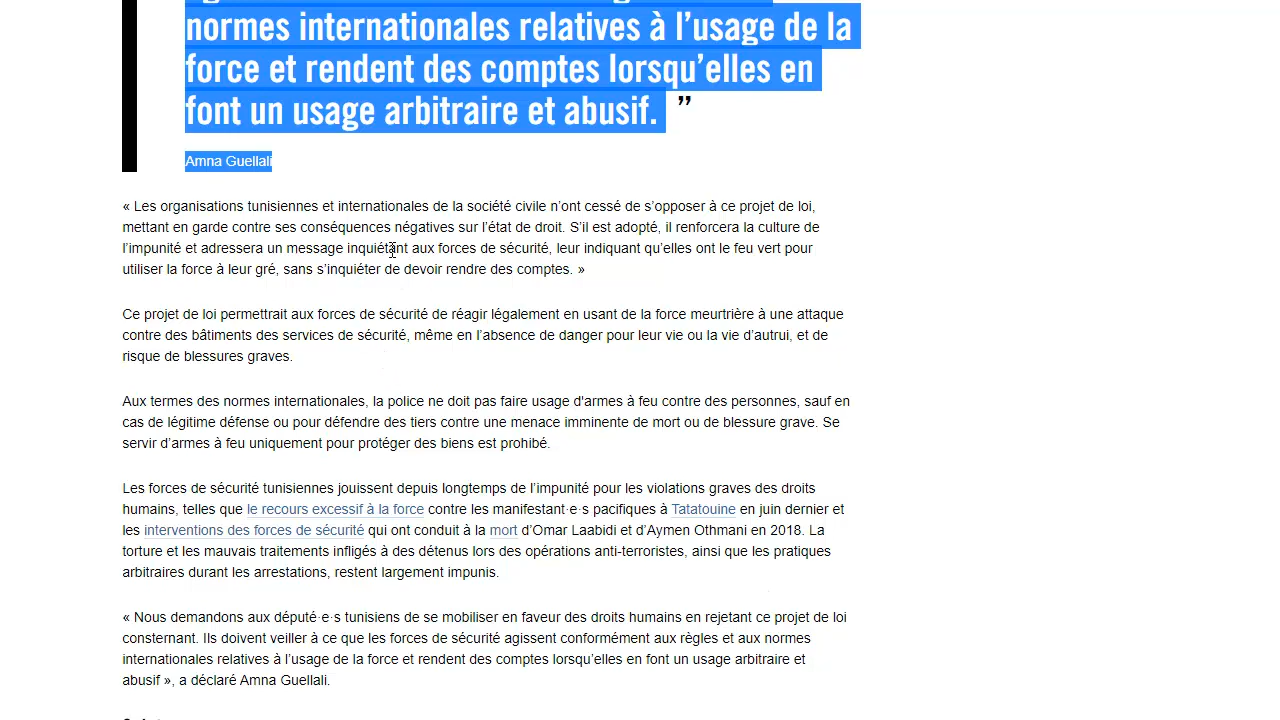 normes internationales relatives à l’usage de la
force et rendent des comptes lorsqu’elles en
font un usage arbitraire et abusif. ”
Amna Guellali
« Les organisations tunisiennes et internationales de la société civile n’ont cessé de s’opposer à ce projet de loi,
mettant en garde contre ses conséquences négatives sur l’état de droit. S’il est adopté, il renforcera la culture de
l’impunité et adressera un message inquiétant aux forces de sécurité, leur indiquant qu’elles ont le feu vert pour
utiliser la force à leur gré, sans s’inquiéter de devoir rendre des comptes. »
Ce projet de loi permettrait aux forces de sécurité de réagir légalement en usant de la force meurtrière à une attaque
contre des bâtiments des services de sécurité, même en l’absence de danger pour leur vie ou la vie d’autrui, et de
risque de blessures graves.
Aux termes des normes internationales, la police ne doit pas faire usage d'armes à feu contre des personnes, sauf en
cas de légitime défense ou pour défendre des tiers contre une menace imminente de mort ou de blessure grave. Se
servir d’armes à feu uniquement pour protéger des biens est prohibé.
Les forces de sécurité tunisiennes jouissent depuis longtemps de l’impunité pour les violations graves des droits
humains, telles que le recours excessif à la force contre les manifestant·e·s pacifiques à Tatatouine en juin dernier et
les interventions des forces de sécurité qui ont conduit à la mort d’Omar Laabidi et d’Aymen Othmani en 2018. La
torture et les mauvais traitements infligés à des détenus lors des opérations anti-terroristes, ainsi que les pratiques
arbitraires durant les arrestations, restent largement impunis.
« Nous demandons aux député·e·s tunisiens de se mobiliser en faveur des droits humains en rejetant ce projet de loi
consternant. Ils doivent veiller à ce que les forces de sécurité agissent conformément aux règles et aux normes
internationales relatives à l’usage de la force et rendent des comptes lorsqu’elles en font un usage arbitraire et
abusif », a déclaré Amna Guellali.